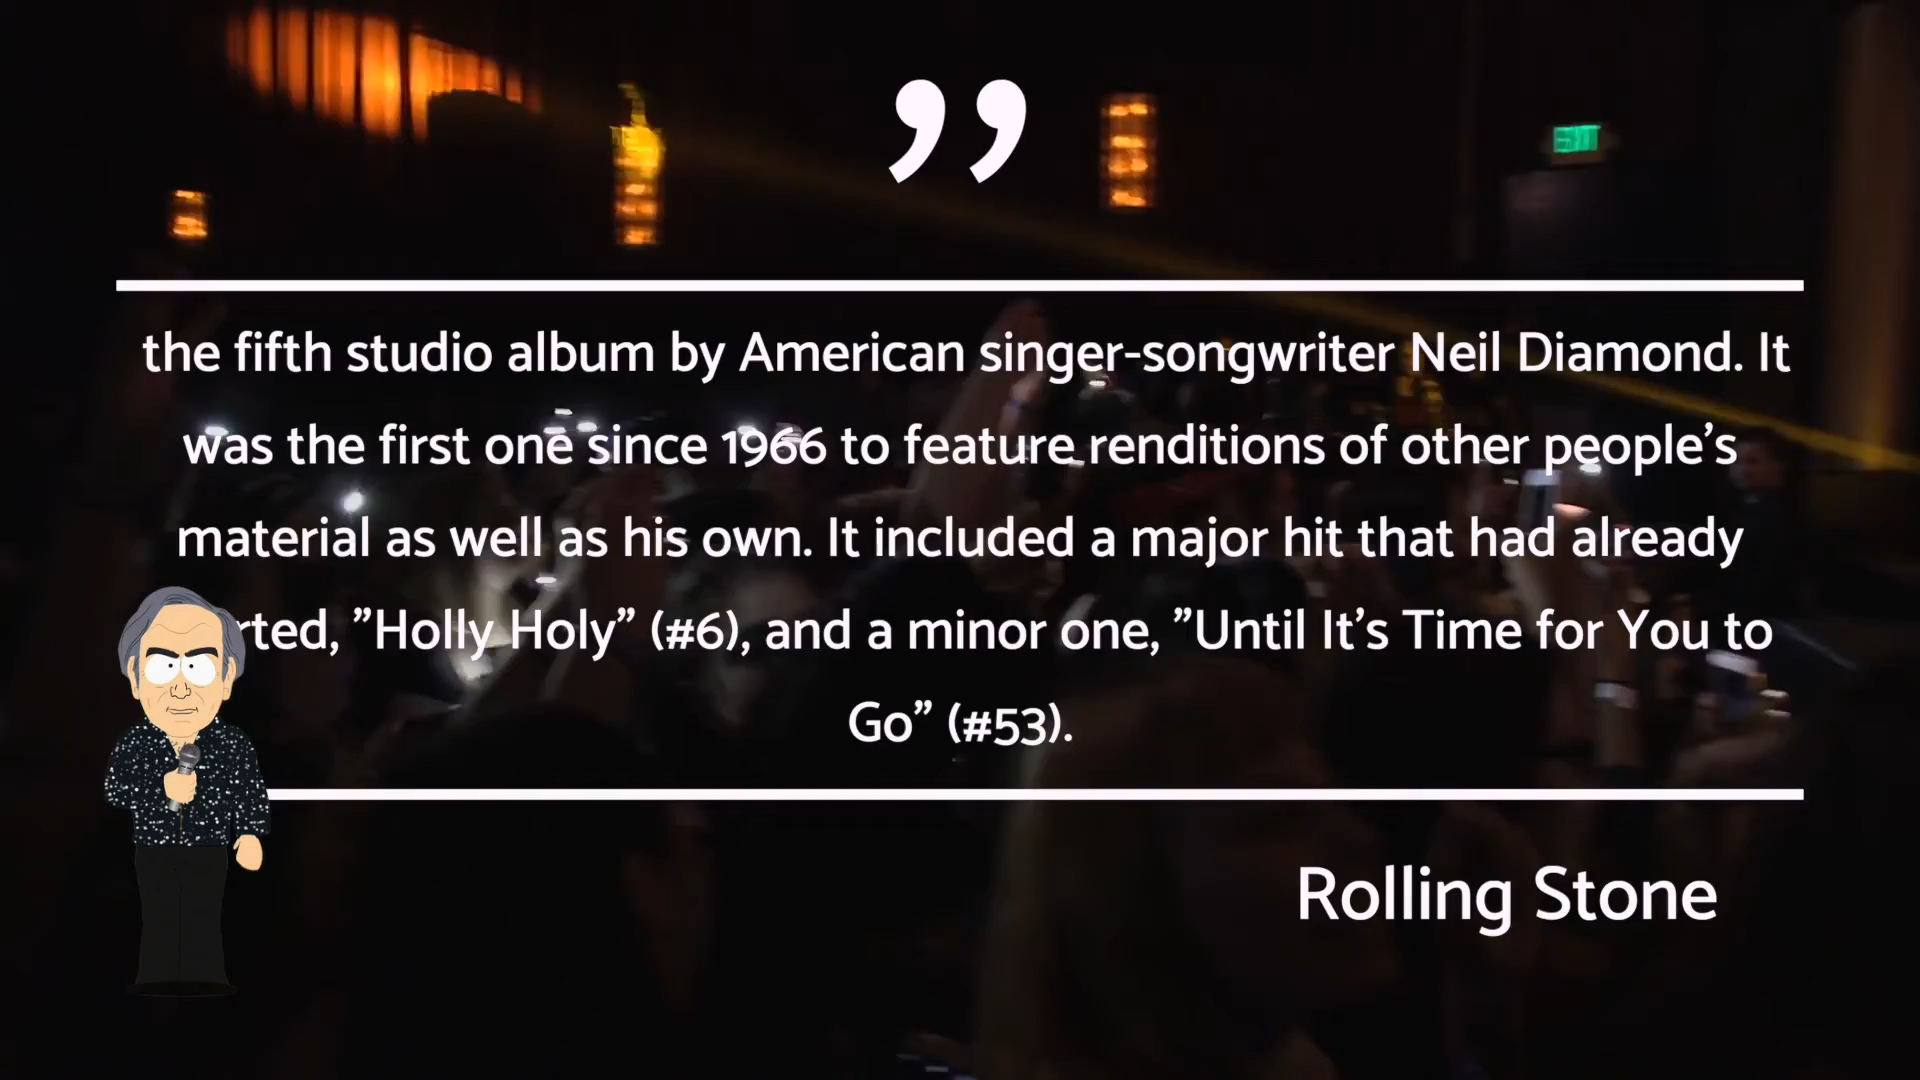 ”
the fifth studio album by American singer-songwriter Neil Diamond. It
was the first one since 1966 to feature renditions of other people’s
material as well as his own. It included a major hit that had already
rted, ”Holly Holy” (#6), and a minor one, ”Until It’s Time for You to
Go” (#53).
Rolling Stone
EXIT